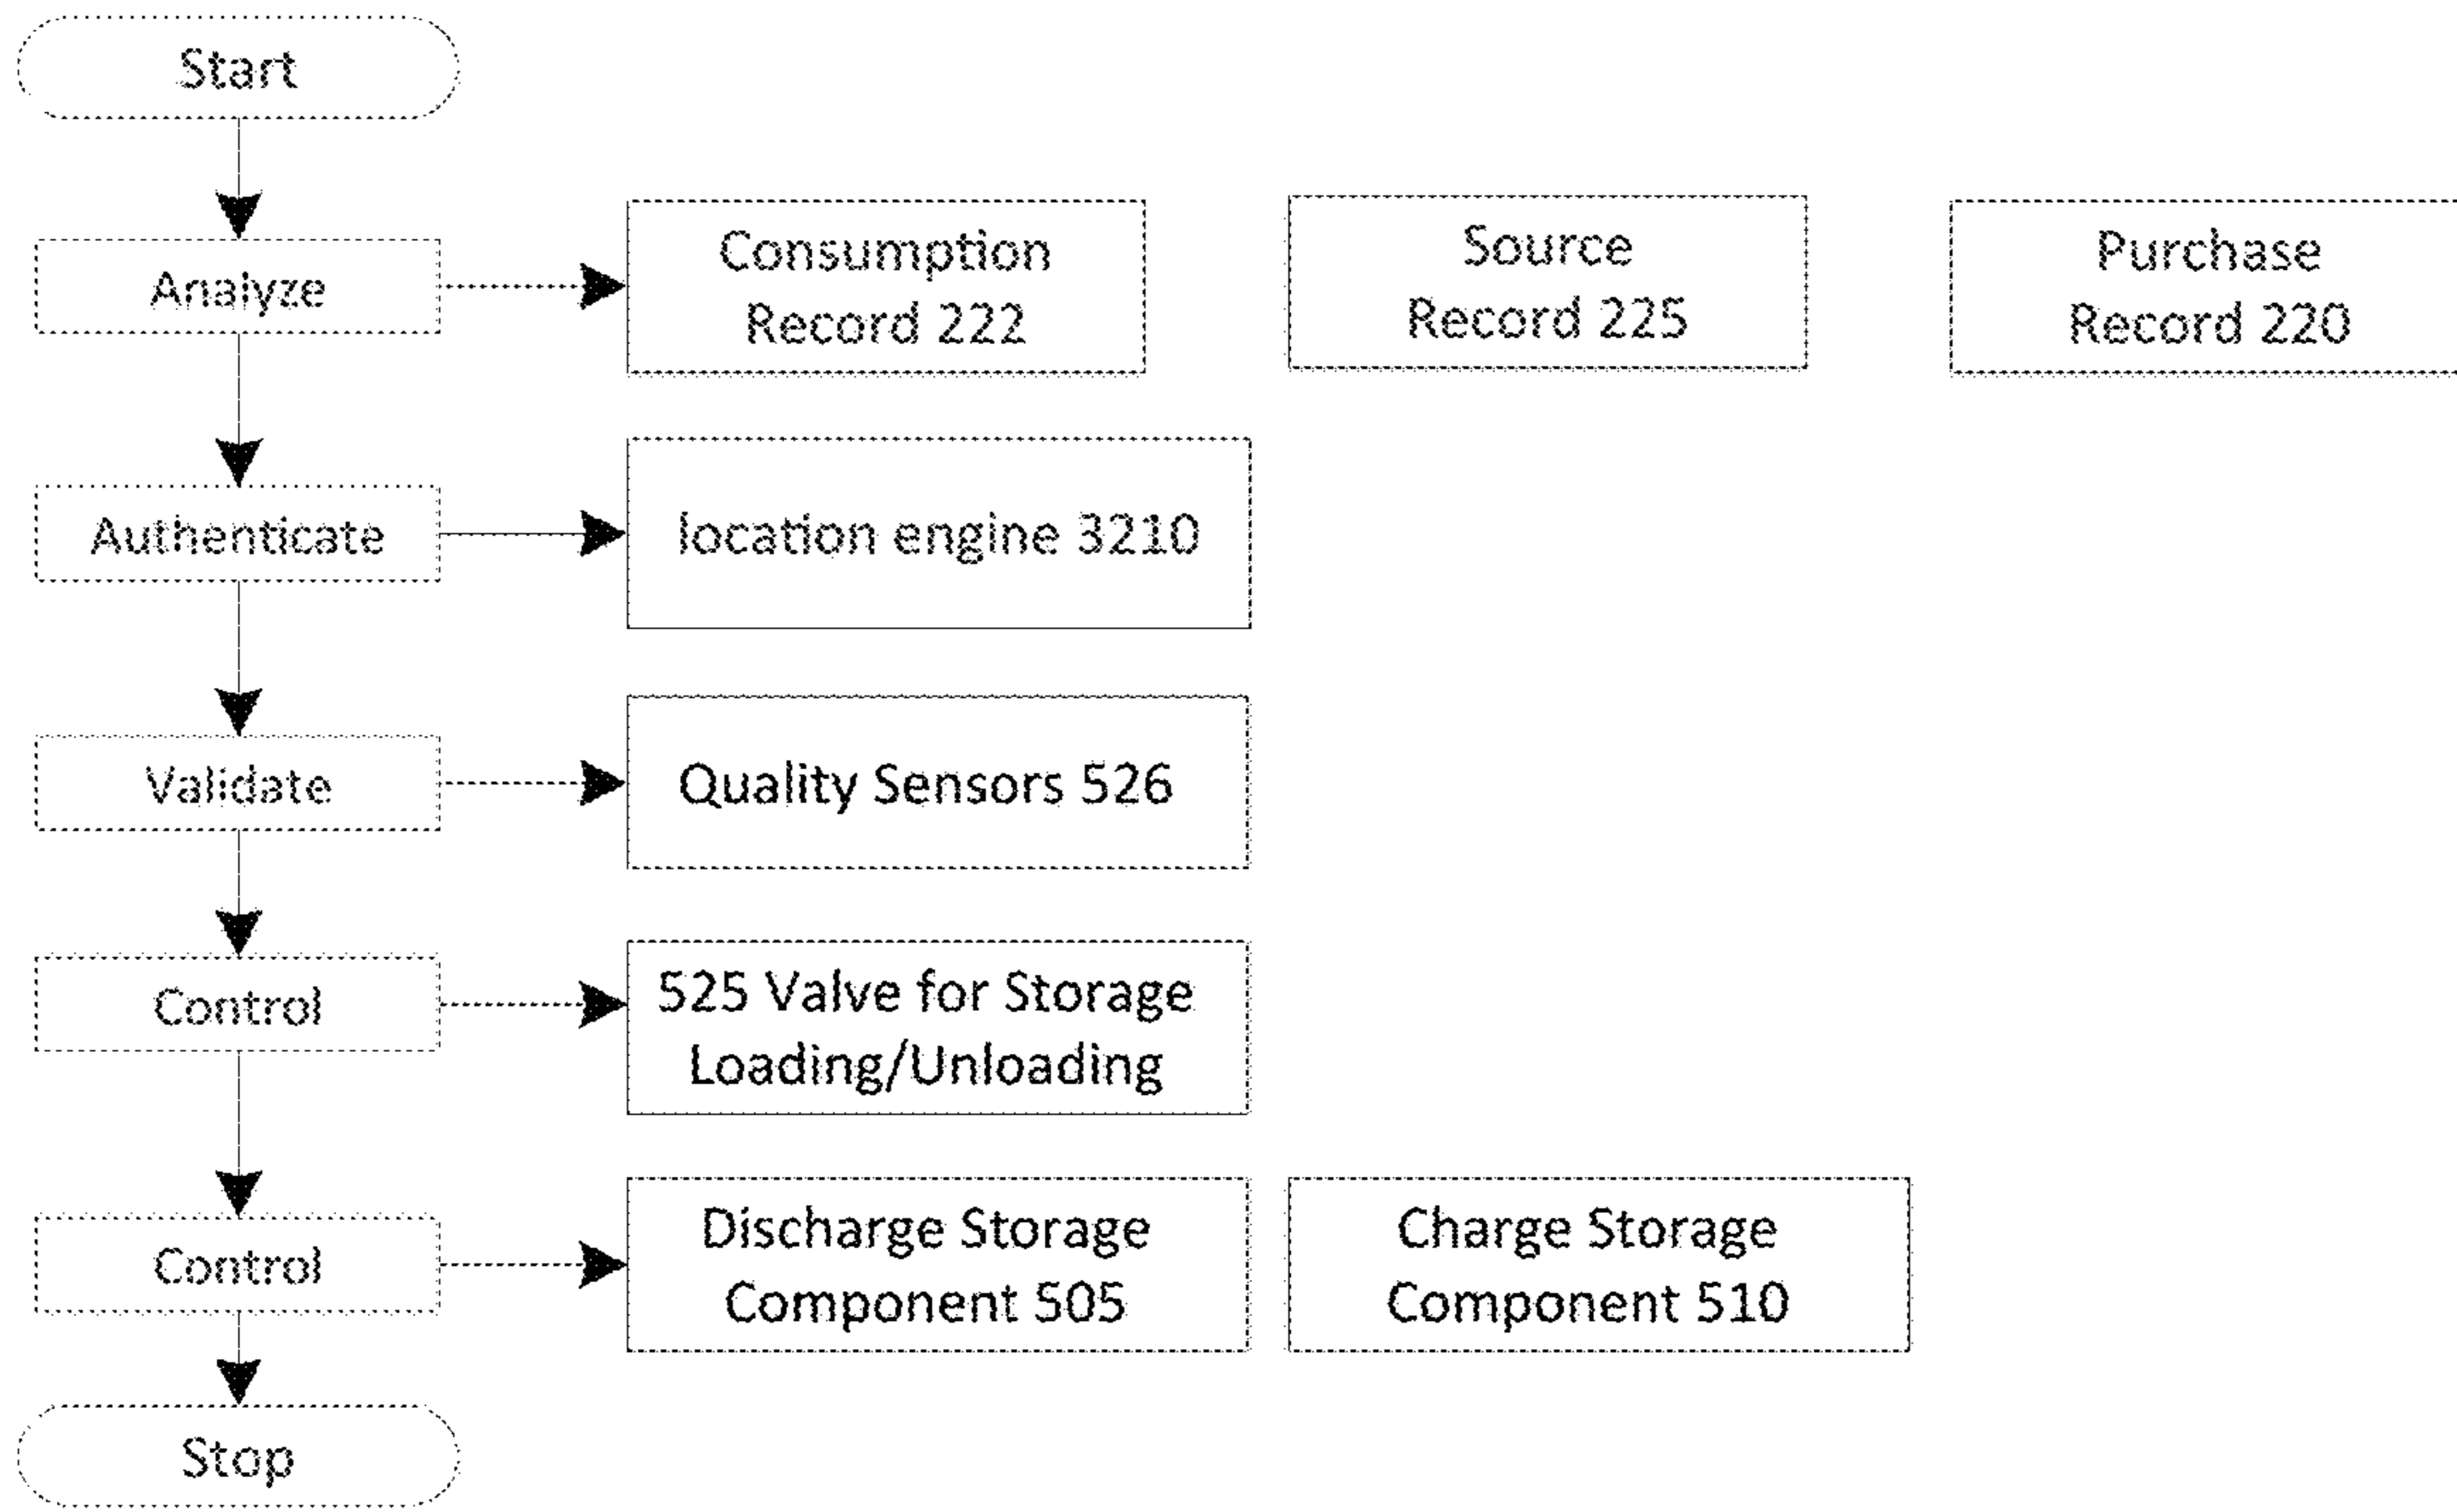 Start
Analyze
Consumption
Record 222
Source
Record 225
Purchase
Record 220
Authenticate
location engine 3210
Validate
Quality Sensors 526
Control
525 Valve for Storage
Loading/Unloading
Control
Discharge Storage
Component 505
Charge Storage
Component 510
Stop